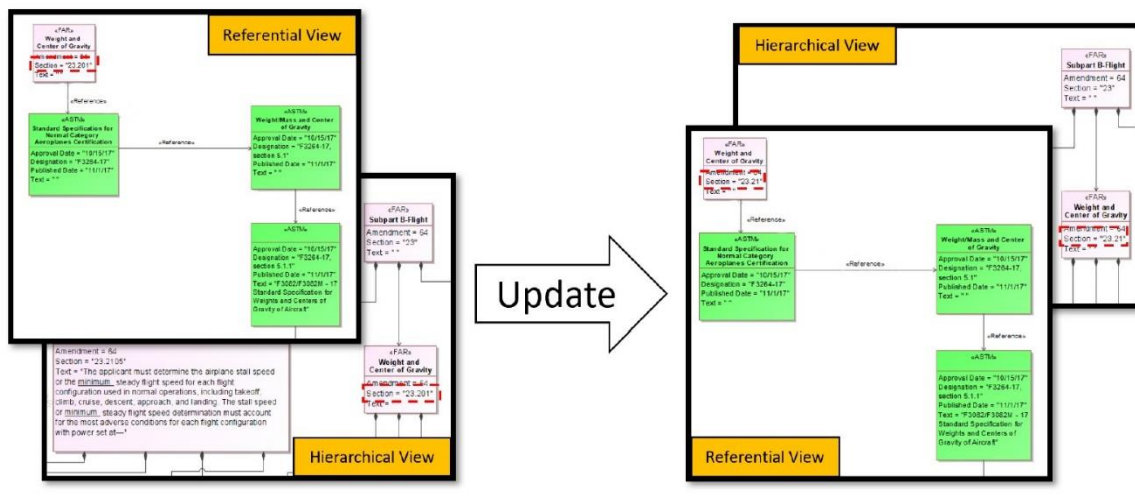 Referential View
«FAR»
Weight and
Center of Gravity
Section = "23.201"
Text = " "
«Reference»
«ASTM»
Standard Specification for
Normal Category
Aeroplanes Certification
Approval Date = "10/15/17"
Designation = "F3264-17"
Published Date = "11/1/17"
Text = " "
«Reference»
«ASTM»
Weight/Mass and Center
of Gravity
Approval Date = "10/15/17"
Designation = "F3264-17,
section 5.1"
Published Date = "11/1/17"
Text = " "
«Reference»
«ASTM»
Approval Date = "10/15/17"
Designation = "F3264-17,
section 5.1.1"
Published Date = "11/1/17"
Text = "F3082/F3082M - 17
Standard Specification for
Weights and Centers of
Gravity of Aircraft"
«FAR»
Subpart B-Flight
Amendment = 64
Section = "23"
Text = " "
Amendment = 64
Section = "23.2105"
Text = "The applicant must determine the airplane stall speed
or the minimum steady flight speed for each flight
configuration used in normal operations, including takeoff,
climb, cruise, descent, approach, and landing. The stall speed
or minimum steady flight speed determination must account
for the most adverse conditions for each flight configuration
with power set at—"
«FAR»
Weight and
Center of Gravity
Amendment = 64
Section = "23.201"
Text =
Hierarchical View
Update
Hierarchical View
«FAR»
Subpart B-Flight
Amendment = 64
Section = "23"
Text = " "
«FAR»
Weight and
Center of Gravity
Amendment = 64
Section = "23.21"
Text =
«FAR»
Weight and
Center of Gravity
Amendment = 64
Section = "23.21"
Text =
«Reference»
«ASTM»
Standard Specification for
Normal Category
Aeroplanes Certification
Approval Date = "10/15/17"
Designation = "F3264-17"
Published Date = "11/1/17"
Text = " "
«Reference»
«ASTM»
Weight/Mass and Center
of Gravity
Approval Date = "10/15/17"
Designation = "F3264-17,
section 5.1"
Published Date = "11/1/17"
Text = " "
«Reference»
«ASTM»
Approval Date = "10/15/17"
Designation = "F3264-17,
section 5.1.1"
Published Date = "11/1/17"
Text = "F3082/F3082M - 17
Standard Specification for
Weights and Centers of
Gravity of Aircraft"
Referential View